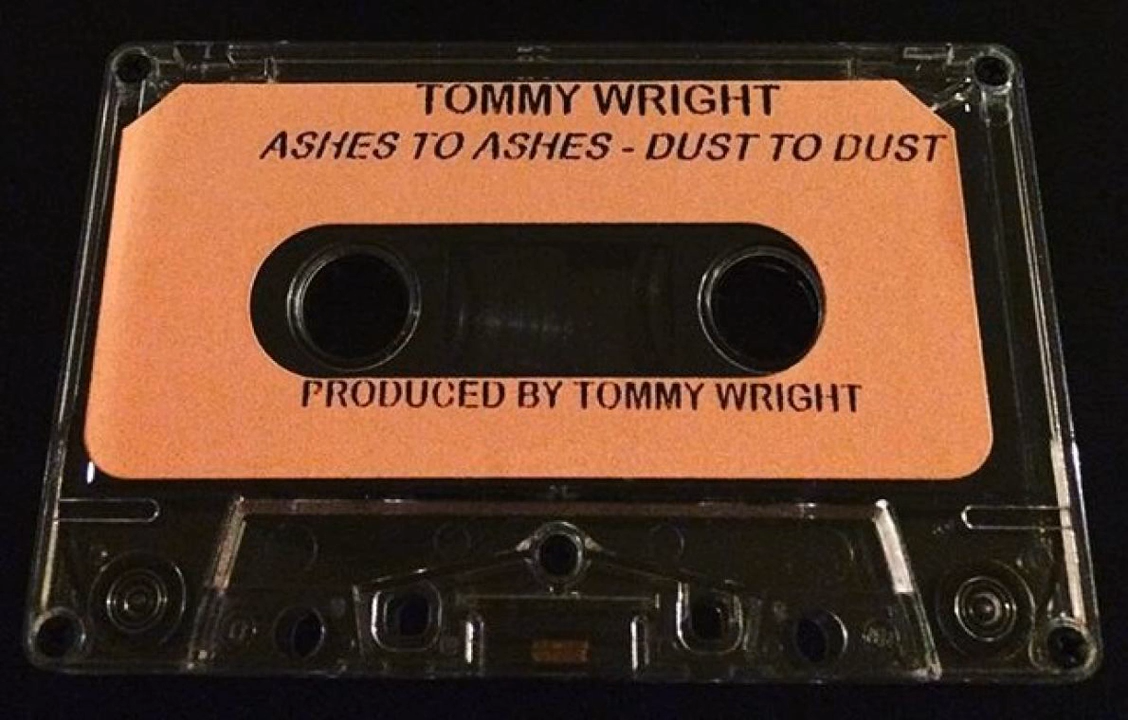 TOMMY WRIGHT
ASHES TO ASHES - DUST TO DUST
PRODUCED BY TOMMY WRIGHT